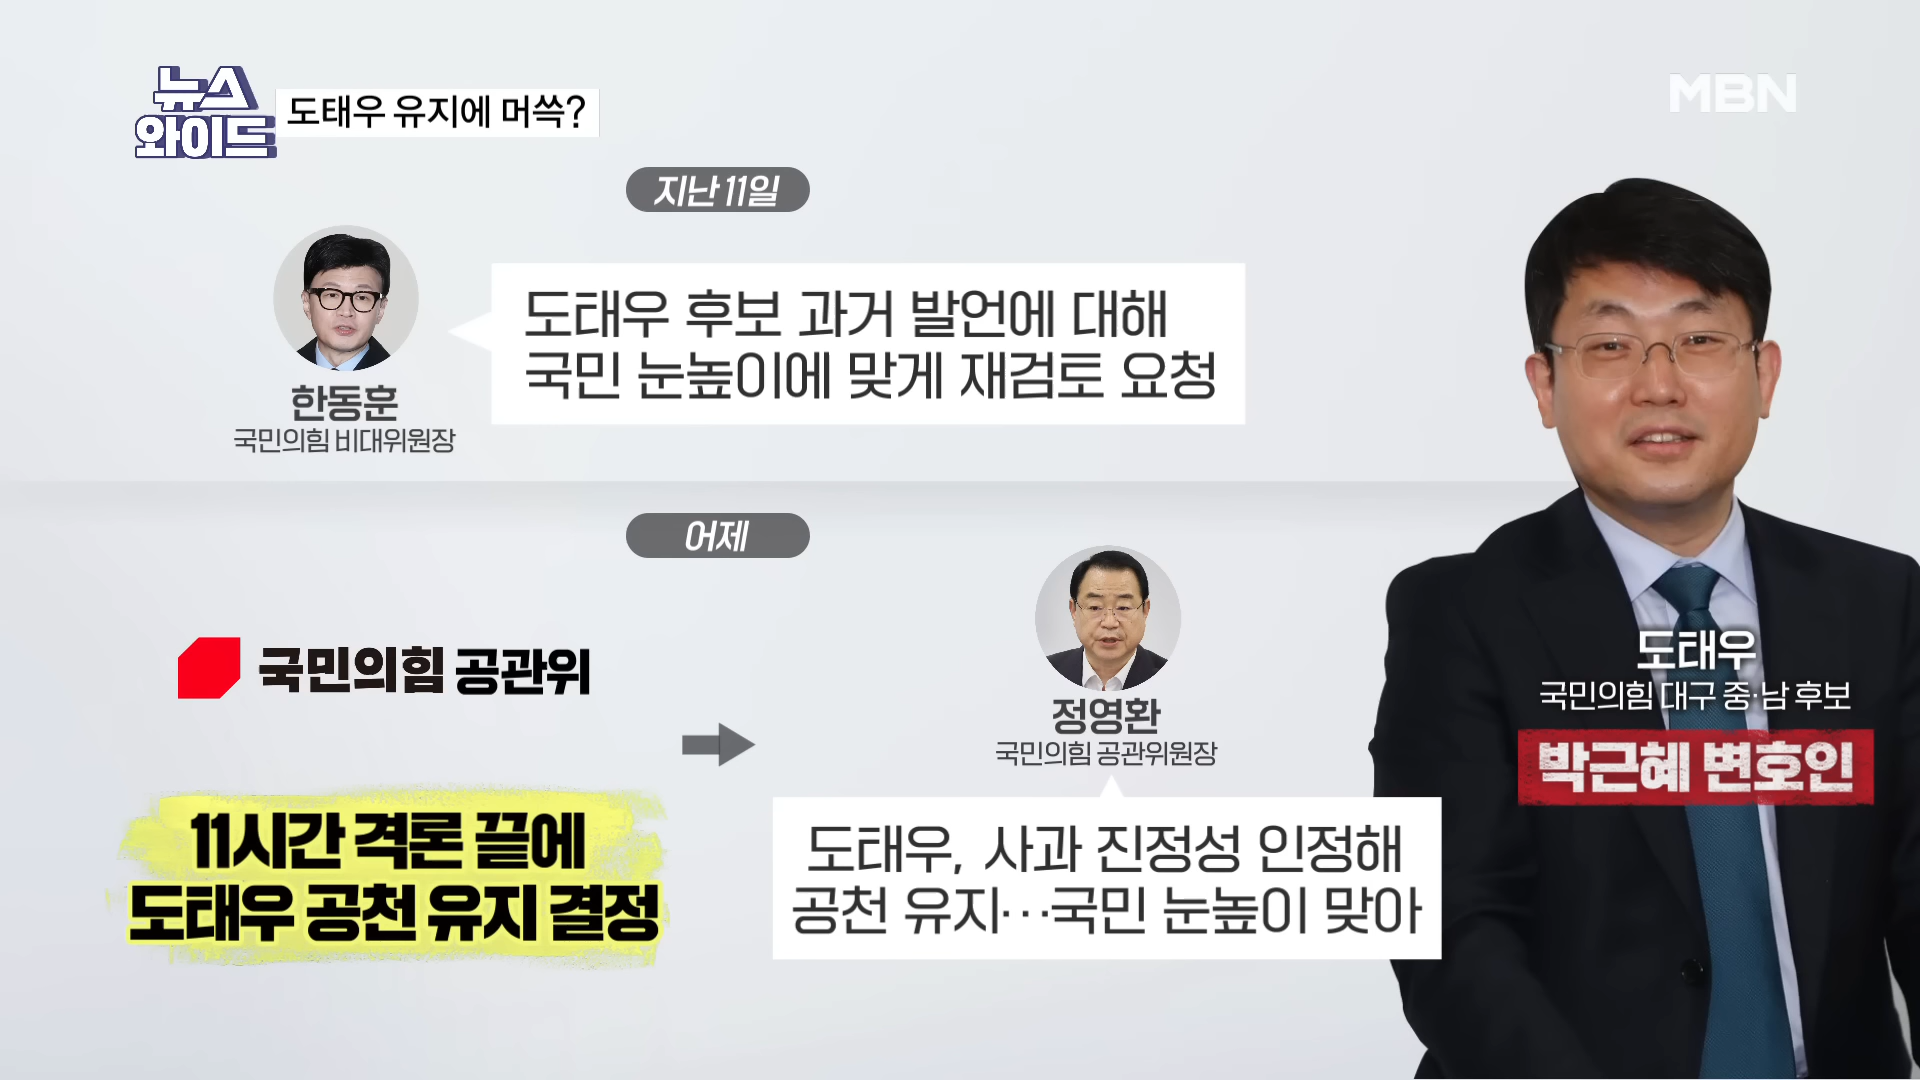 뉴스
와이드
도태우 유지에 머쓱?
MBN
지난 11일
도태우 후보 과거 발언에 대해
국민 눈높이에 맞게 재검토 요청
한동훈
국민의힘 비대위원장
어제
국민의힘 공관위
11시간 격론 끝에
도태우 공천 유지 결정
정영환
국민의힘 공관위원장
도태우, 사과 진정성 인정해
공천 유지…국민 눈높이 맞아
도태우
국민의힘 대구 중·남 후보
박근혜 변호인